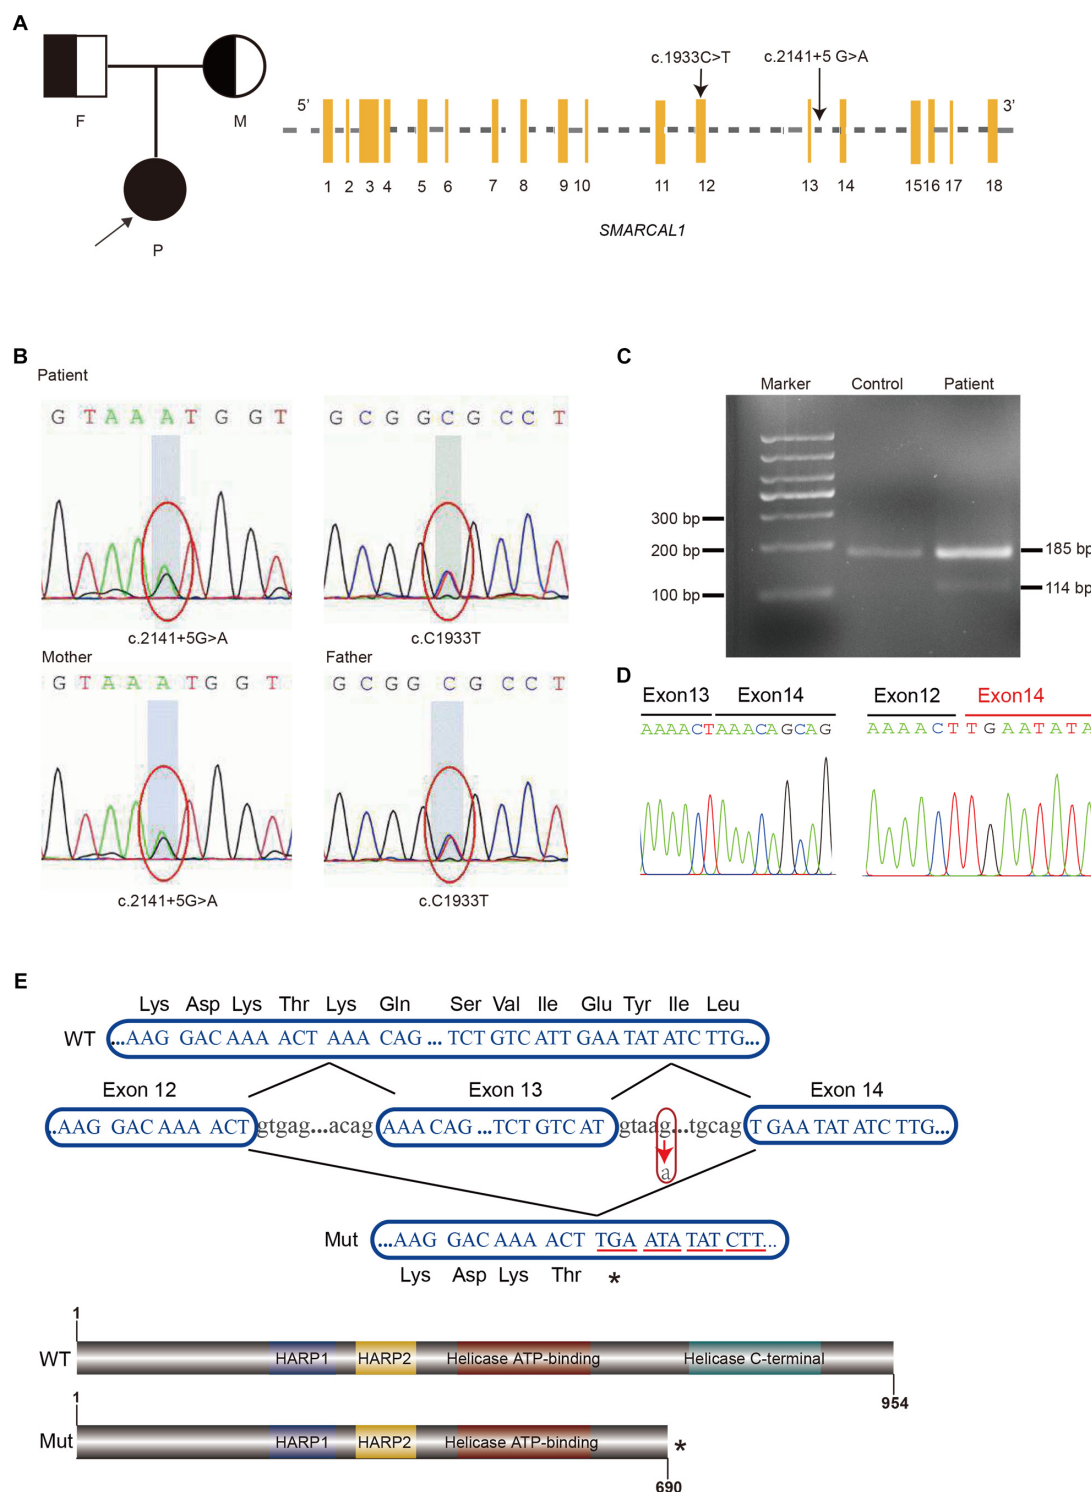 A
F
M
P
c.1933C>T
c.2141+5 G>A
5'
3'
1 2 3 4 5 6 7 8 9 10 11 12 13 14 15 16 17 18
SMARCAL1
B
Patient
G T A A A T G G T
G C G G C G C C T
c.2141+5G>A
c.C1933T
Mother
Father
G T A A A T G G T
G C G G C G C C T
c.2141+5G>A
c.C1933T
C
Marker Control Patient
300 bp
200 bp
100 bp
185 bp
114 bp
D
Exon13 Exon14
AAAACTAAACAGCAG
Exon12 Exon14
AAAACTTGAATATA
E
Lys Asp Lys Thr Lys Gln Ser Val Ile Glu Tyr Ile Leu
WT
...AAG GAC AAA ACT AAA CAG... TCT GTC ATT GAA TAT ATC TTG...
Exon 12 Exon 13 Exon 14
..AAG GAC AAA ACT gtgag...acag AAA CAG ...TCT GTC AT gtaag...tgcag T GAA TAT ATC TTG...
a
Mut
...AAG GAC AAA ACT TGA ATA TAT CTT...
Lys Asp Lys Thr *
1
WT
HARP1 HARP2 Helicase ATP-binding Helicase C-terminal
954
1
Mut
HARP1 HARP2 Helicase ATP-binding *
690